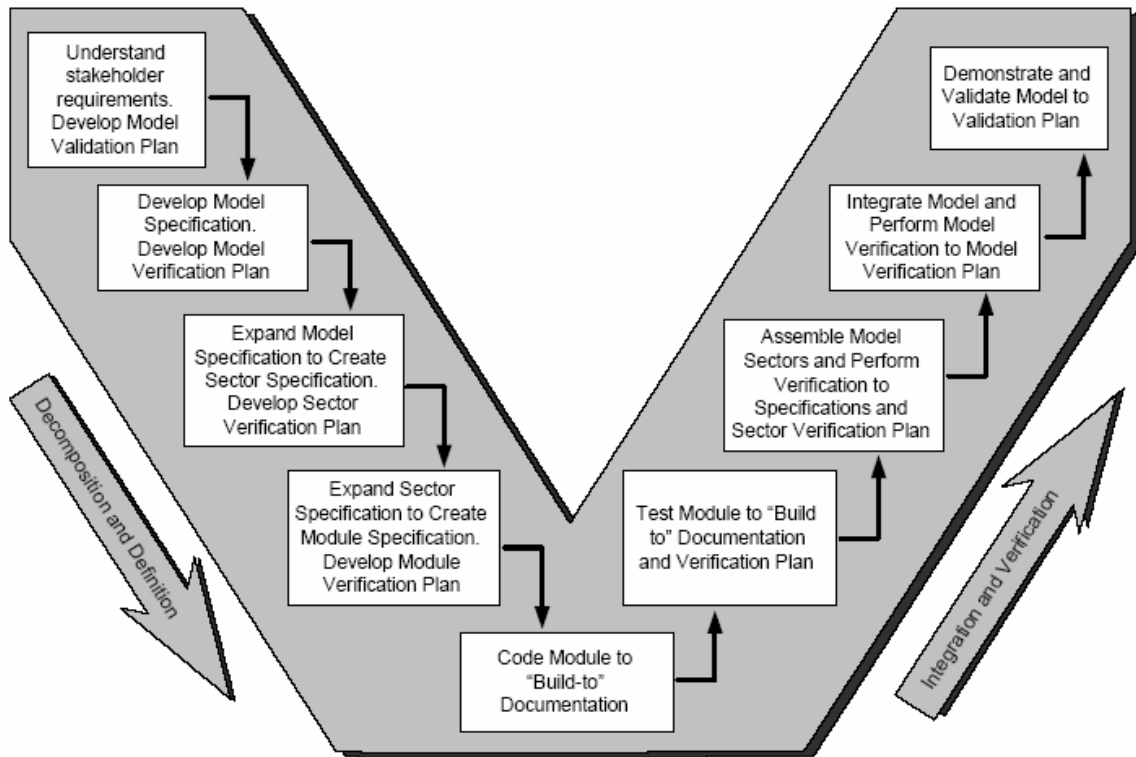 Understand
stakeholder
requirements.
Develop Model
Validation Plan
Develop Model
Specification.
Develop Model
Verification Plan
Expand Model
Specification to Create
Sector Specification.
Develop Sector
Verification Plan
Expand Sector
Specification to Create
Module Specification.
Develop Module
Verification Plan
Code Module to
“Build-to”
Documentation
Test Module to “Build
to” Documentation
and Verification Plan
Assemble Model
Sectors and Perform
Verification to
Specifications and
Sector Verification Plan
Integrate Model and
Perform Model
Verification to Model
Verification Plan
Demonstrate and
Validate Model to
Validation Plan
Decomposition and Definition
Integration and Verification